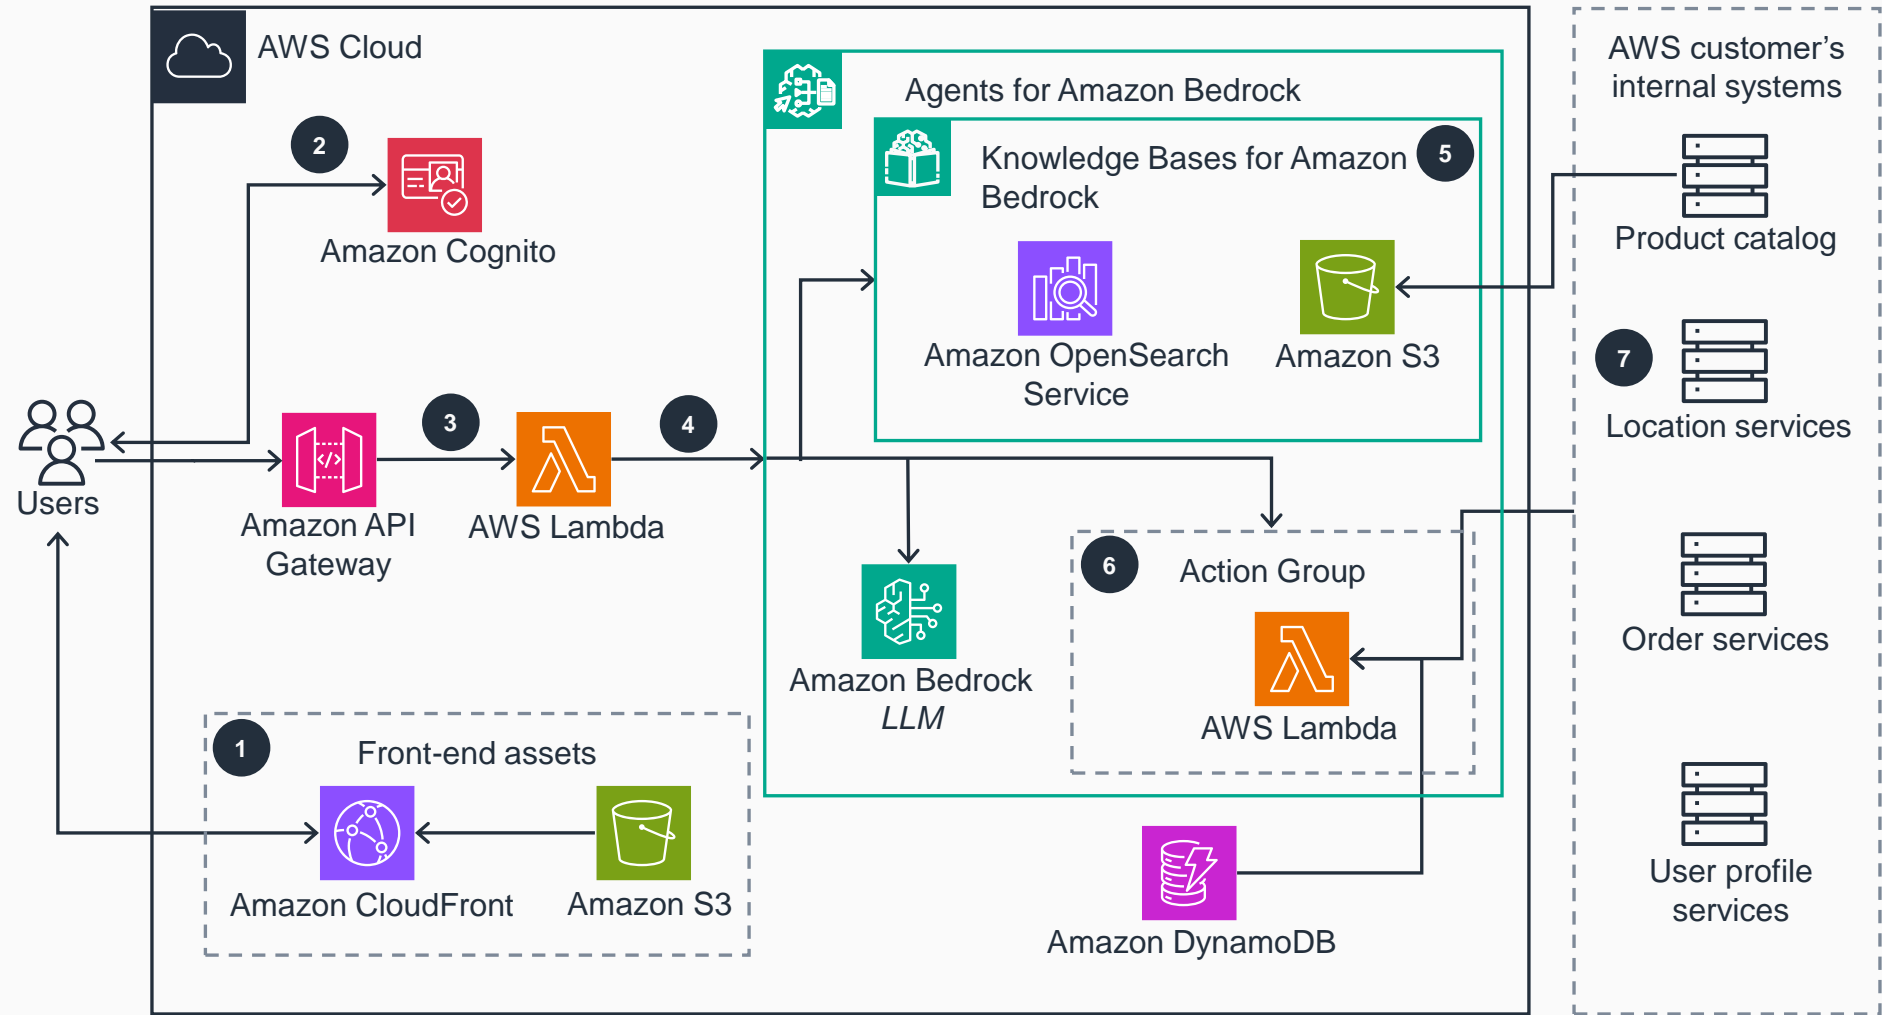 AWS Cloud
2
Amazon Cognito
Users
Amazon API
Gateway
3
AWS Lambda
4
1
Front-end assets
Amazon CloudFront
Amazon S3
Agents for Amazon Bedrock
Knowledge Bases for Amazon
Bedrock
5
Amazon OpenSearch
Service
Amazon S3
Amazon Bedrock
LLM
6
Action Group
AWS Lambda
Amazon DynamoDB
AWS customer’s
internal systems
Product catalog
7
Location services
Order services
User profile
services